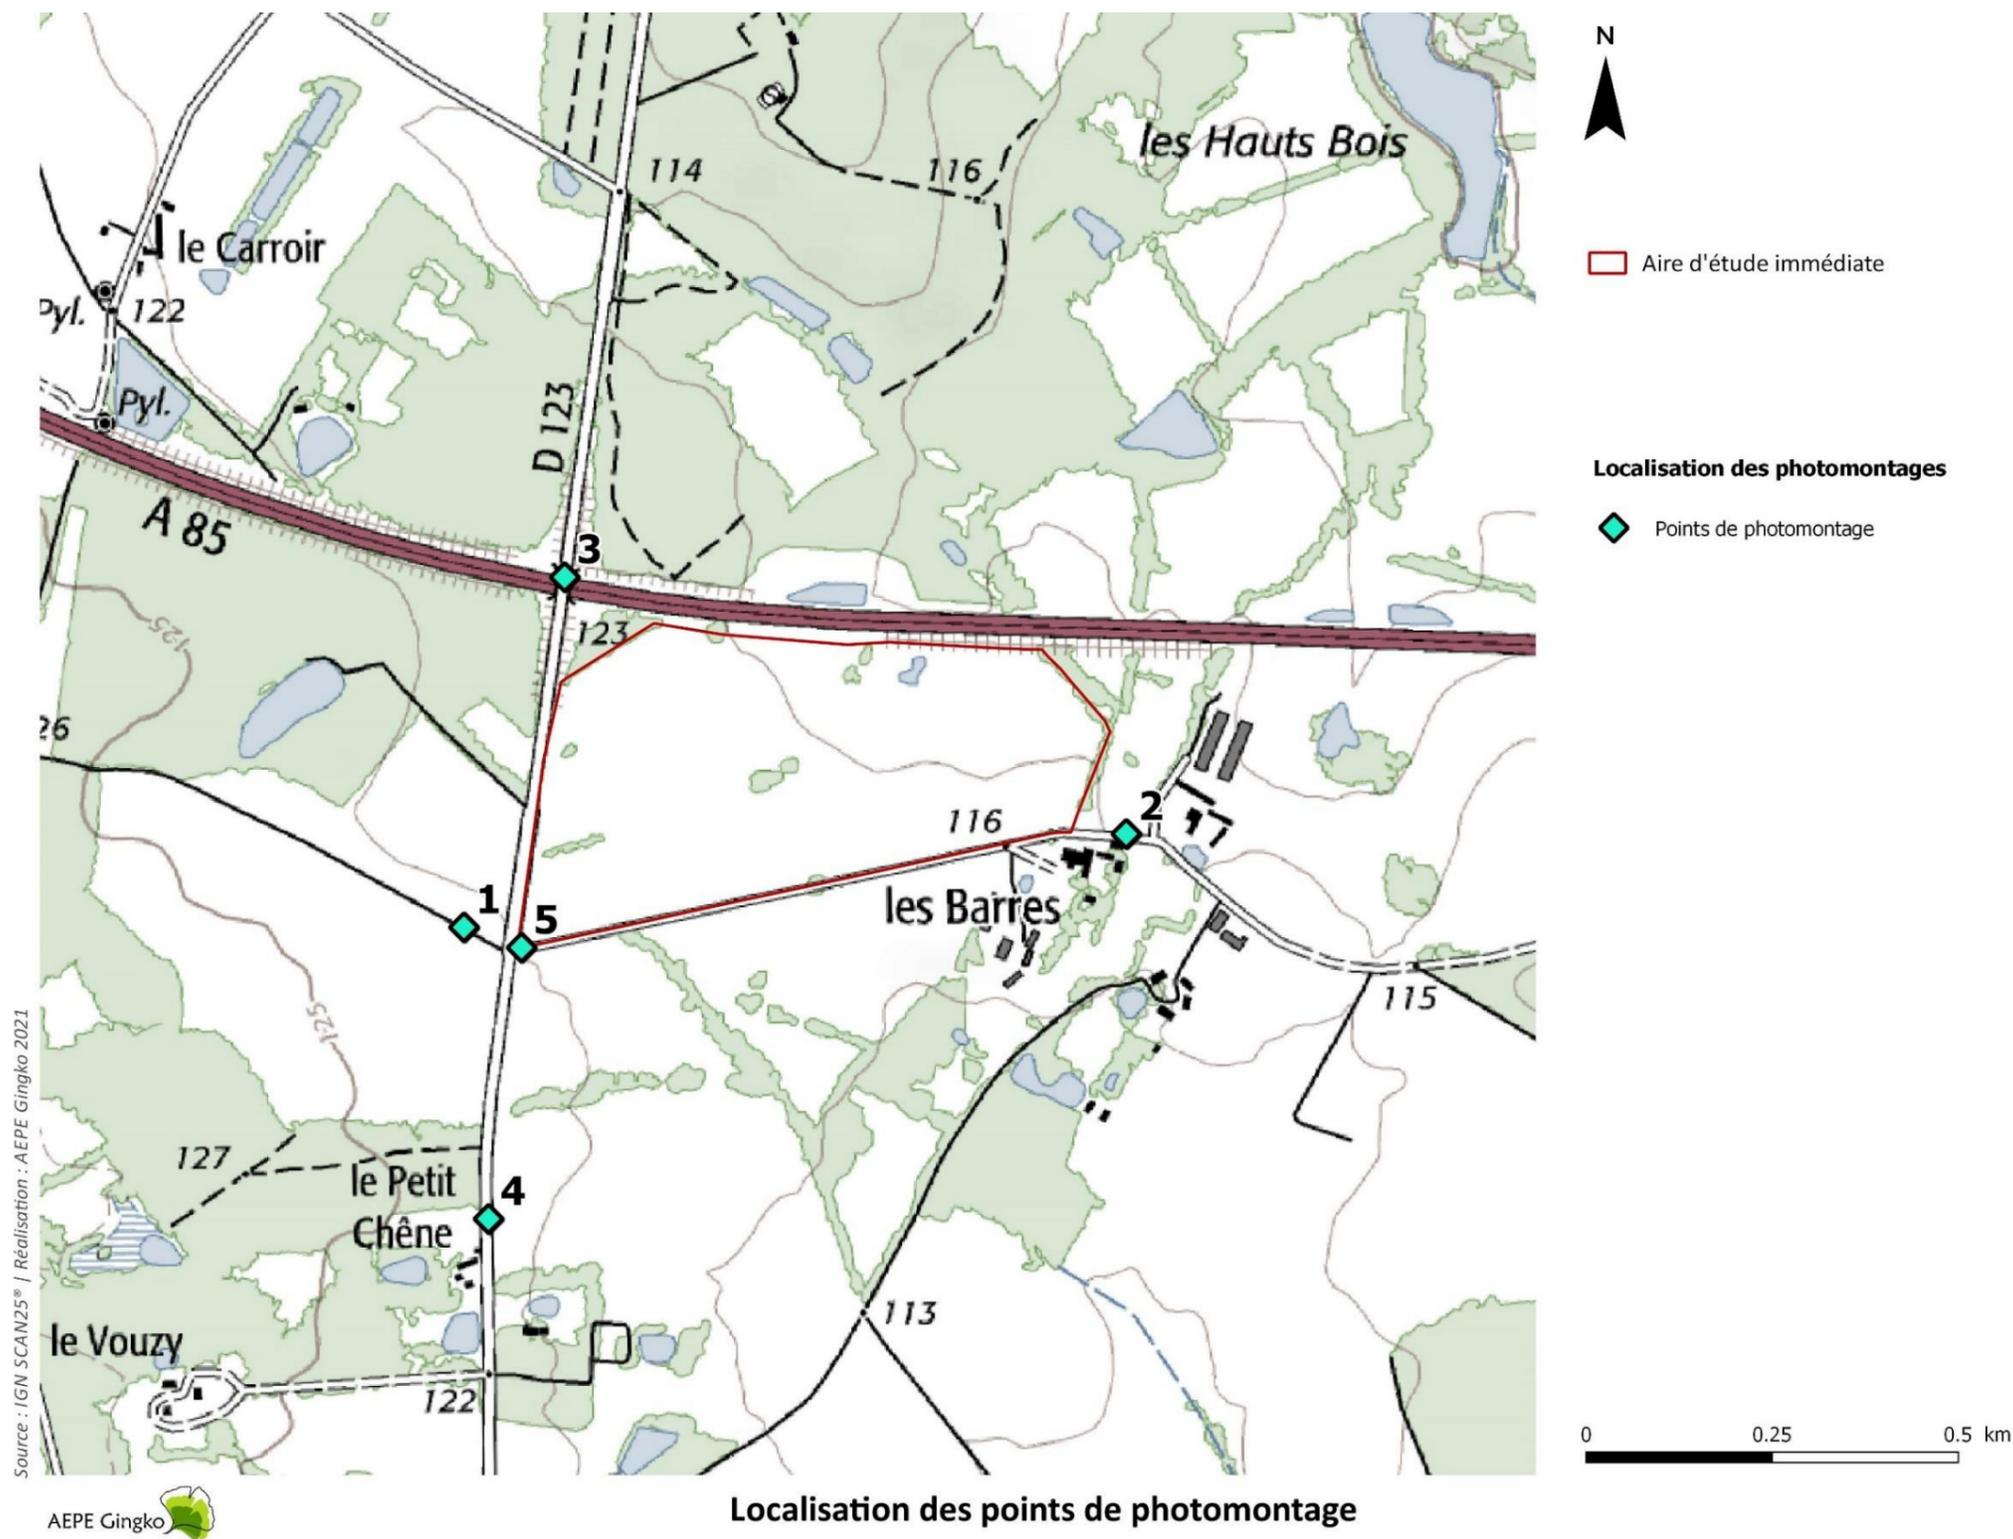 N
les Hauts Bois
114
116
le Carroir
Aire d'étude immédiate
Pyl.
122
D 123
Pyl.
Localisation des photomontages
A 85
Points de photomontage
3
123
125
26
2
116
1
5
les Barres
115
125
127
le Petit
Chêne
4
113
le Vouzy
122
0 0.25 0.5 km
Source : IGN SCAN25® | Réalisation : AEPE Gingko 2021
AEPE Gingko
Localisation des points de photomontage